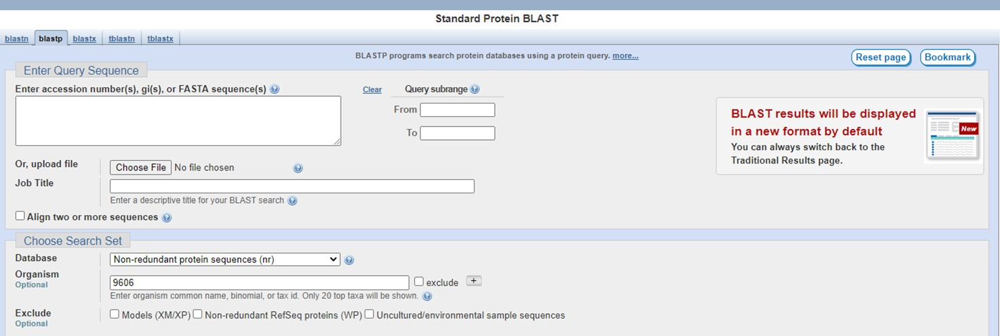 Standard Protein BLAST
blastn blastp blastx tblastn tblastx
BLASTP programs search protein databases using a protein query. more...
Reset page Bookmark
Enter Query Sequence
Enter accession number(s), gi(s), or FASTA sequence(s)
Clear
Query subrange
From
To
BLAST results will be displayed
in a new format by default
You can always switch back to the
Traditional Results page.
New
Or, upload file
Choose File No file chosen
Job Title
Enter a descriptive title for your BLAST search
Align two or more sequences
Choose Search Set
Database
Non-redundant protein sequences (nr)
Organism
Optional
9606
exclude +
Enter organism common name, binomial, or tax id. Only 20 top taxa will be shown.
Exclude
Optional
Models (XM/XP) Non-redundant RefSeq proteins (WP) Uncultured/environmental sample sequences